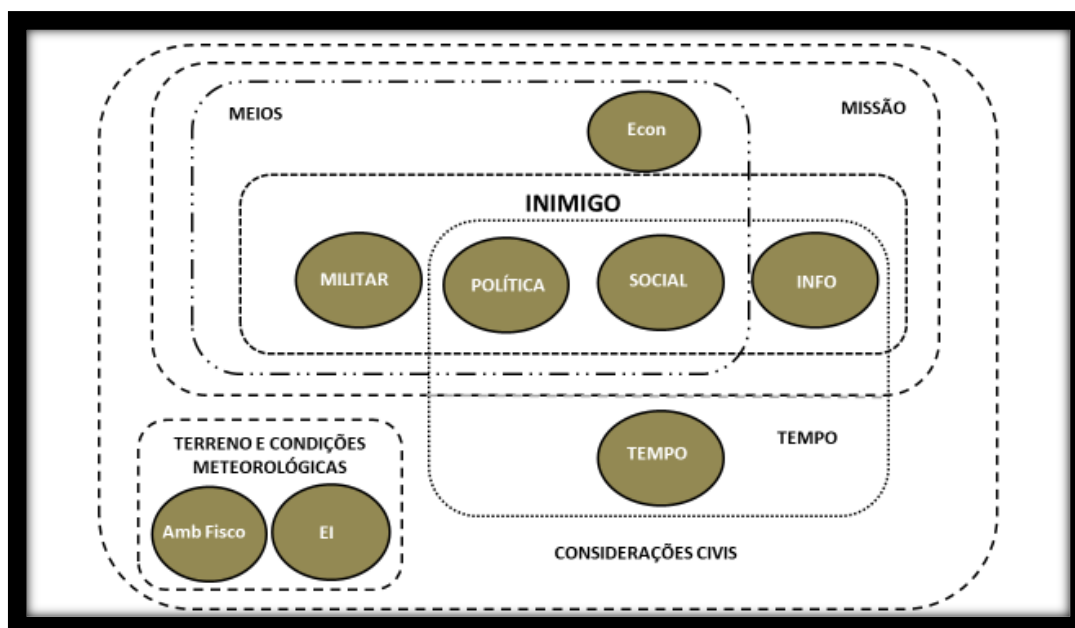 MEIOS
MISSÃO
Econ
INIMIGO
MILITAR
POLÍTICA
SOCIAL
INFO
TERRENO E CONDIÇÕES
METEOROLÓGICAS
TEMPO
TEMPO
Amb Fisco
EI
CONSIDERAÇÕES CIVIS